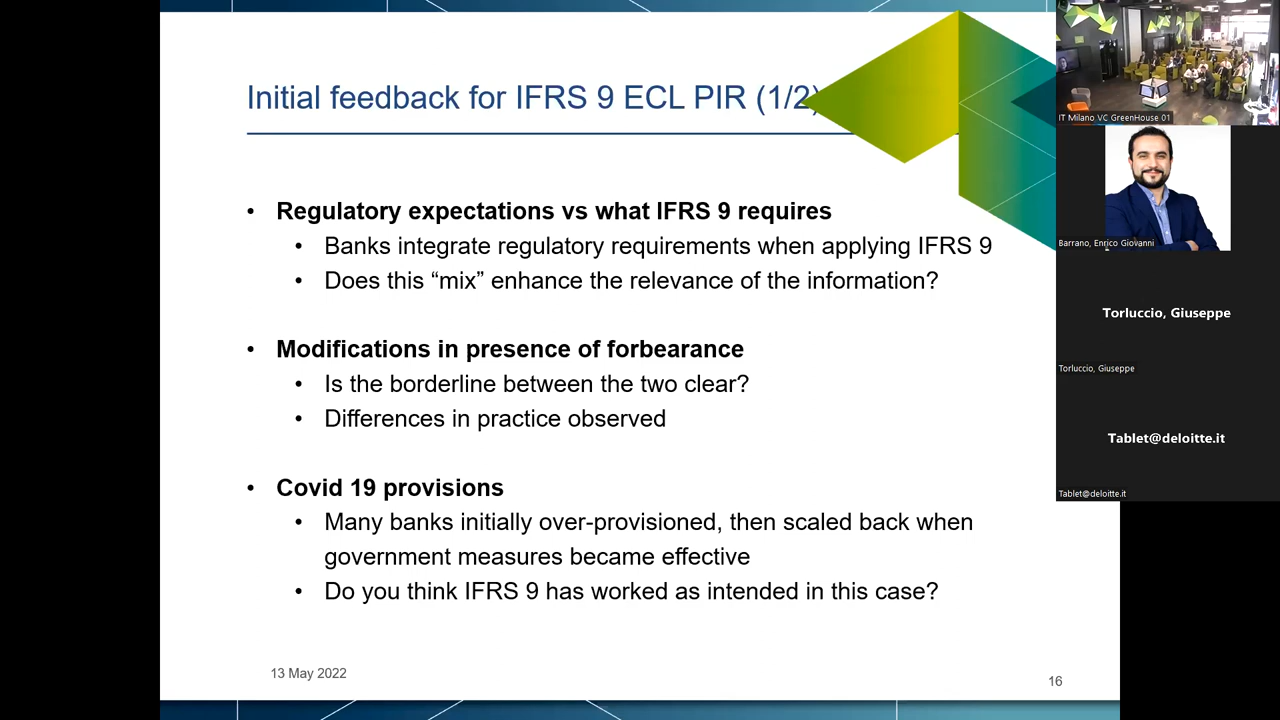 Initial feedback for IFRS 9 ECL PIR (1/2)
• Regulatory expectations vs what IFRS 9 requires
• Banks integrate regulatory requirements when applying IFRS 9
• Does this “mix” enhance the relevance of the information?
• Modifications in presence of forbearance
• Is the borderline between the two clear?
• Differences in practice observed
• Covid 19 provisions
• Many banks initially over-provisioned, then scaled back when
government measures became effective
• Do you think IFRS 9 has worked as intended in this case?
13 May 2022
16
IT Milano VC GreenHouse 01
Barrano, Enrico Giovanni
Torluccio, Giuseppe
Torluccio, Giuseppe
Tablet@deloitte.it
Tablet@deloitte.it